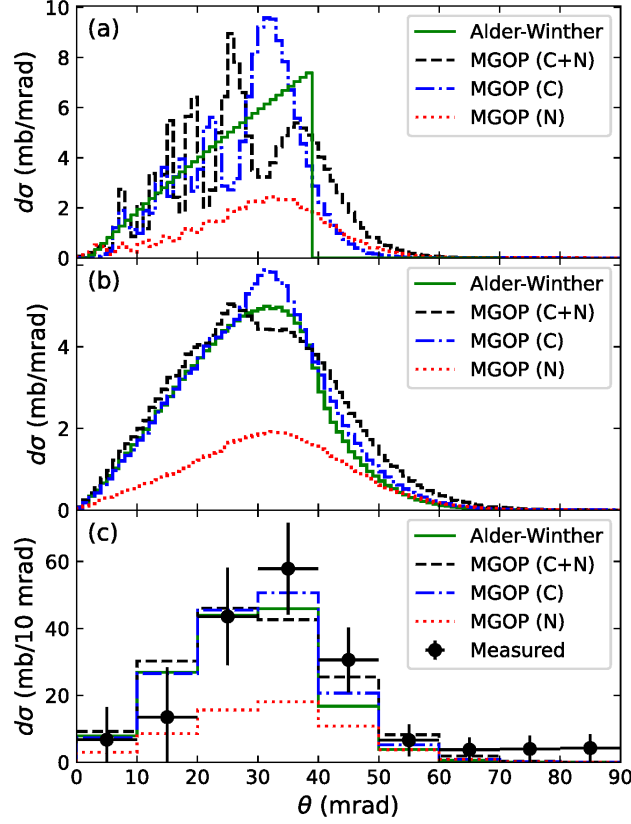 10
(a)
Alder-Winther
8
MGOP (C+N)
MGOP (C)
6
MGOP (N)
4
2
0
dσ (mb/mrad)
(b)
Alder-Winther
MGOP (C+N)
4
MGOP (C)
MGOP (N)
2
0
dσ (mb/mrad)
(c)
Alder-Winther
60
MGOP (C+N)
MGOP (C)
40
MGOP (N)
Measured
20
0
dσ (mb/10 mrad)
0 10 20 30 40 50 60 70 80 90
θ (mrad)